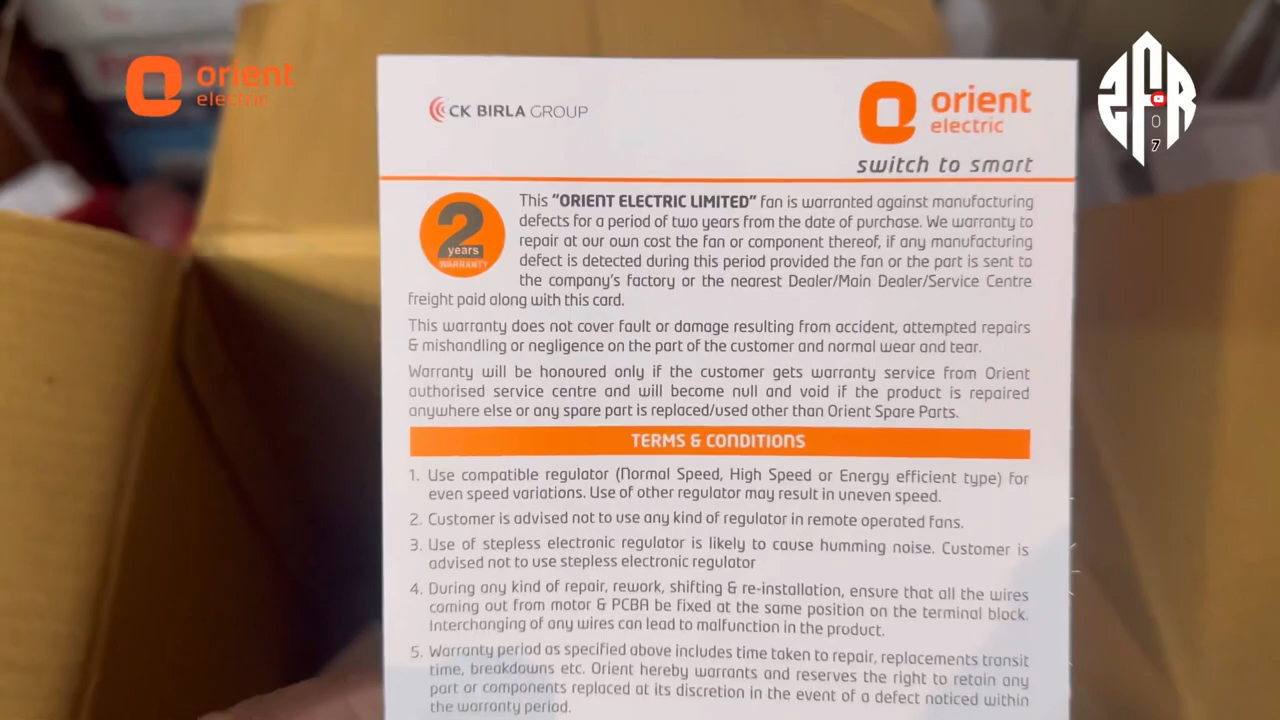 orient
electric
CK BIRLA GROUP
orient
electric
switch to smart
ZFR
07
2
years
WARRANTY
This "ORIENT ELECTRIC LIMITED" fan is warranted against manufacturing
defects for a period of two years from the date of purchase. We warranty to
repair at our own cost the fan or component thereof, if any manufacturing
defect is detected during this period provided the fan or the part is sent to
the company's factory or the nearest Dealer/Main Dealer/Service Centre
freight paid along with this card.
This warranty does not cover fault or damage resulting from accident, attempted repairs
& mishandling or negligence on the part of the customer and normal wear and tear.
Warranty will be honoured only if the customer gets warranty service from Orient
authorised service centre and will become null and void if the product is repaired
anywhere else or any spare part is replaced/used other than Orient Spare Parts.
TERMS & CONDITIONS
1. Use compatible regulator (Normal Speed, High Speed or Energy efficient type) for
even speed variations. Use of other regulator may result in uneven speed.
2. Customer is advised not to use any kind of regulator in remote operated fans.
3. Use of stepless electronic regulator is likely to cause humming noise. Customer is
advised not to use stepless electronic regulator
4. During any kind of repair, rework, shifting & re-installation, ensure that all the wires
coming out from motor & PCBA be fixed at the same position on the terminal block.
Interchanging of any wires can lead to malfunction in the product.
5. Warranty period as specified above includes time taken to repair, replacements transit
time, breakdowns etc. Orient hereby warrants and reserves the right to retain any
part or components replaced at its discretion in the event of a defect noticed within
the warranty period.